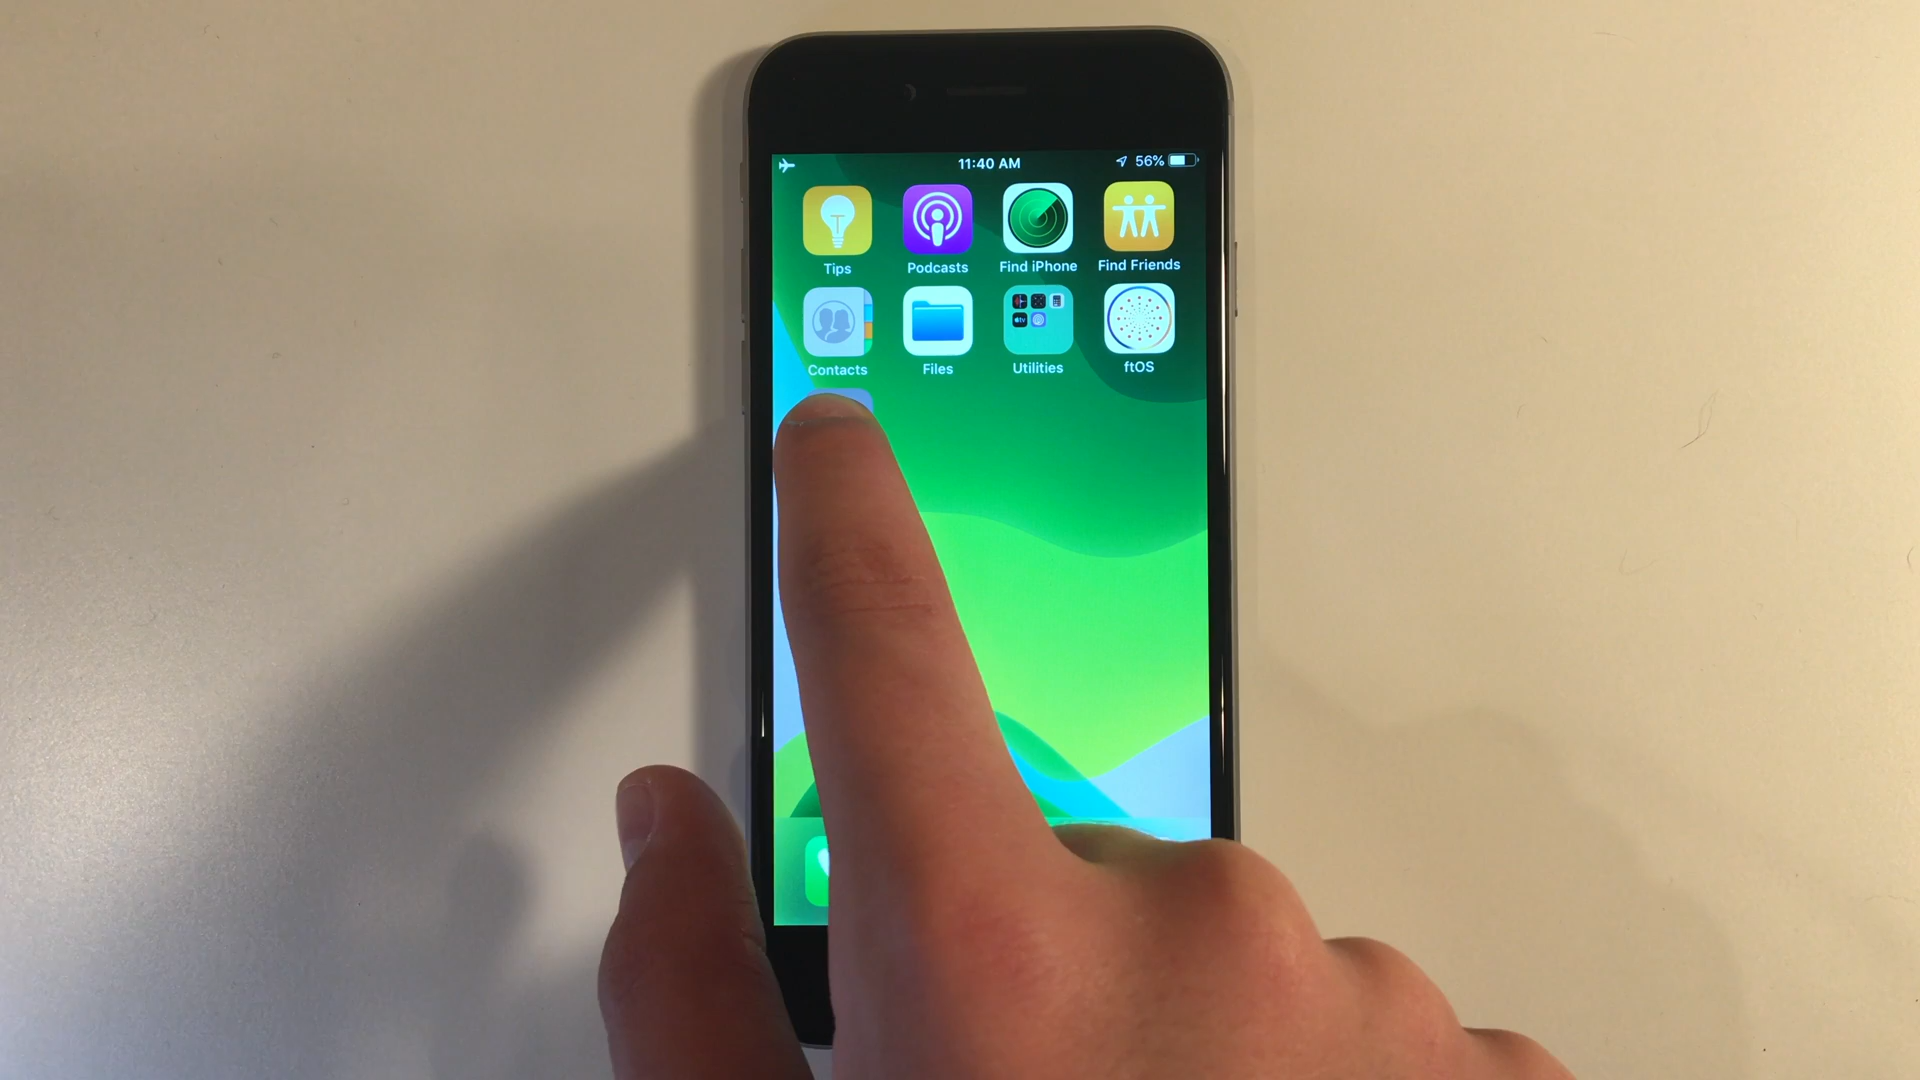 11:40 AM
56%
Tips
Podcasts
Find iPhone
Find Friends
Contacts
Files
Utilities
ftOS